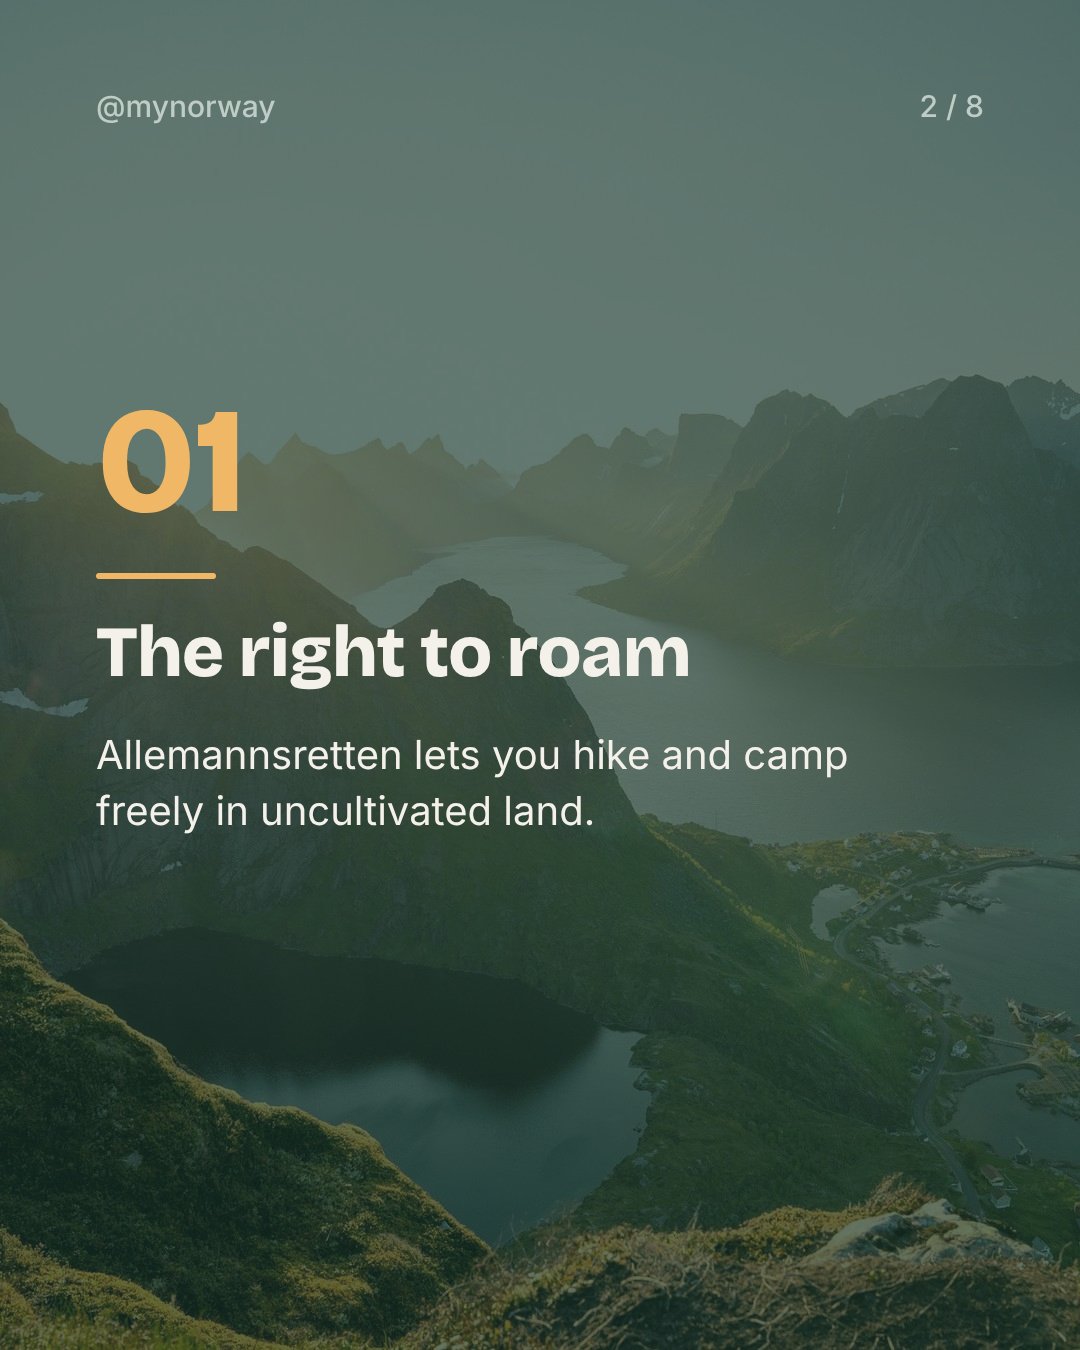 @mynorway
2 / 8
01
The right to roam
Allemannsretten lets you hike and camp
freely in uncultivated land.